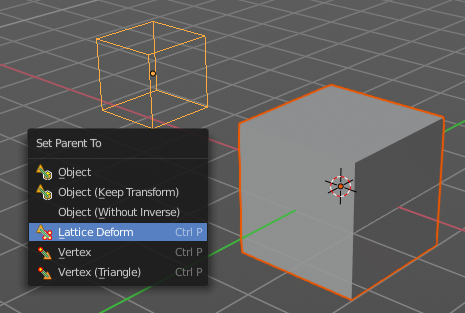 Set Parent To
Object
Object (Keep Transform)
Object (Without Inverse)
Lattice Deform Ctrl P
Vertex Ctrl P
Vertex (Triangle) Ctrl P